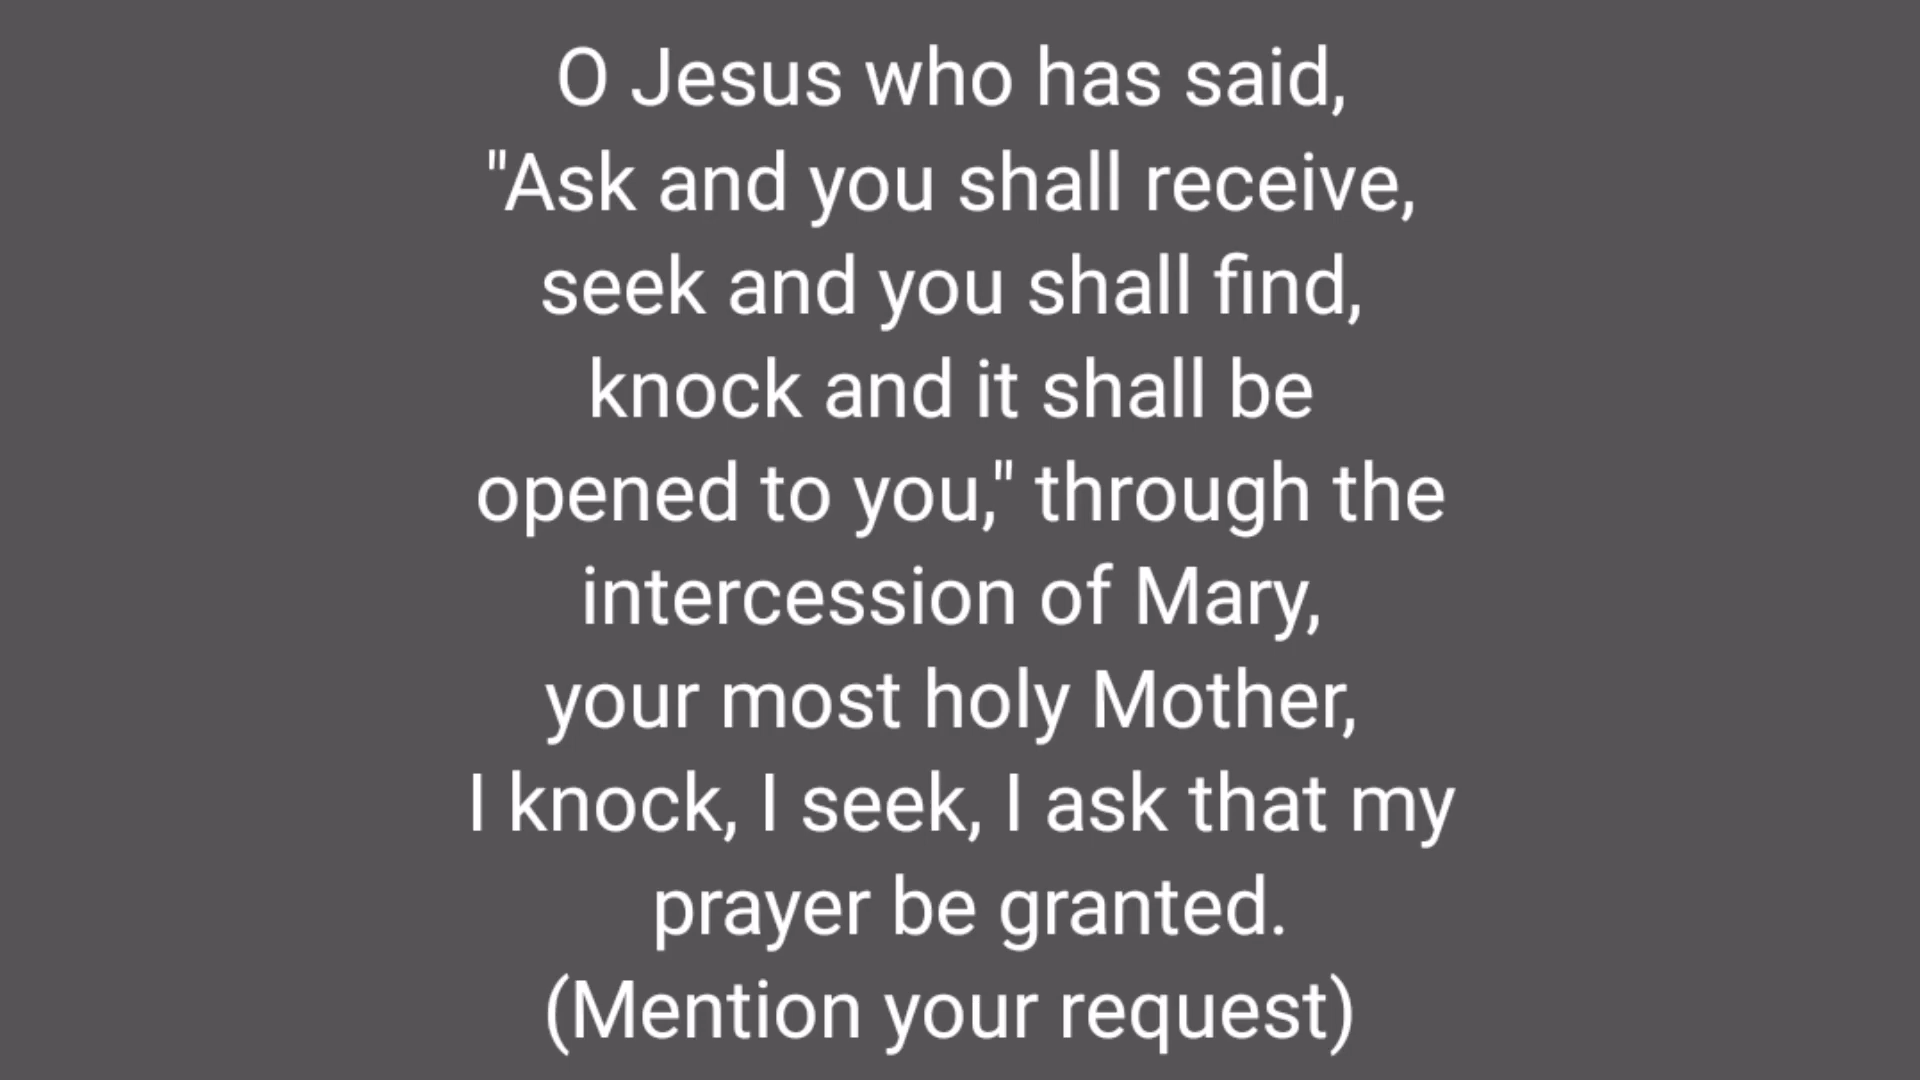 O Jesus who has said,
"Ask and you shall receive,
seek and you shall find,
knock and it shall be
opened to you," through the
intercession of Mary,
your most holy Mother,
I knock, I seek, I ask that my
prayer be granted.
(Mention your request)